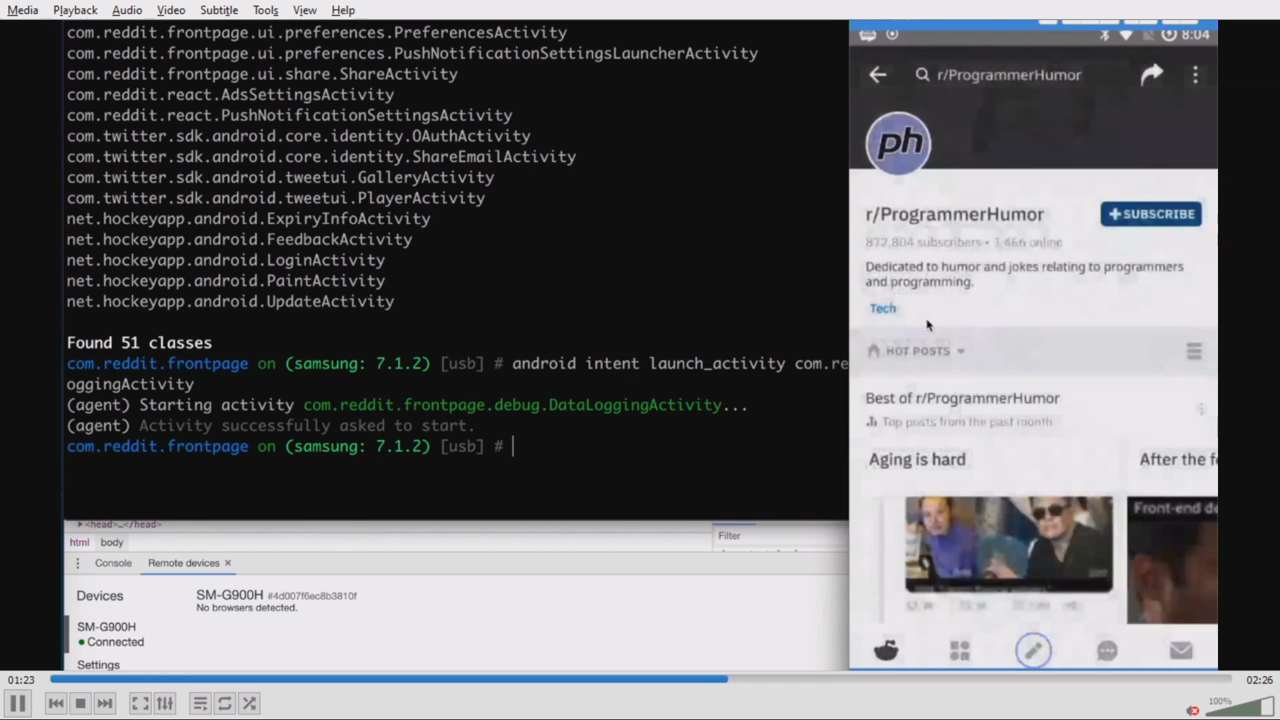 Media Playback Audio Video Subtitle Tools View Help
com.reddit.frontpage.ui.preferences.PreferencesActivity
com.reddit.frontpage.ui.preferences.PushNotificationSettingsLauncherActivity
com.reddit.frontpage.ui.share.ShareActivity
com.reddit.react.AdsSettingsActivity
com.reddit.react.PushNotificationSettingsActivity
com.twitter.sdk.android.core.identity.OAuthActivity
com.twitter.sdk.android.core.identity.ShareEmailActivity
com.twitter.sdk.android.tweetui.GalleryActivity
com.twitter.sdk.android.tweetui.PlayerActivity
net.hockeyapp.android.ExpiryInfoActivity
net.hockeyapp.android.FeedbackActivity
net.hockeyapp.android.LoginActivity
net.hockeyapp.android.PaintActivity
net.hockeyapp.android.UpdateActivity
Found 51 classes
com.reddit.frontpage on (samsung: 7.1.2) [usb] # android intent launch_activity com.re
oggingActivity
(agent) Starting activity com.reddit.frontpage.debug.DataLoggingActivity...
(agent) Activity successfully asked to start.
com.reddit.frontpage on (samsung: 7.1.2) [usb] #
<head>…</head>
html body
Filter
Console Remote devices ×
Devices
SM-G900H
Connected
Settings
SM-G900H #4d007f6ec8b3810f
No browsers detected.
8:04
r/ProgrammerHumor
ph
r/ProgrammerHumor
+SUBSCRIBE
872,804 subscribers • 3,466 online
Dedicated to humor and jokes relating to programmers
and programming.
Tech
HOT POSTS
Best of r/ProgrammerHumor
Top posts from the past month
Aging is hard
After the f
Front-end de
01:23
02:26
100%